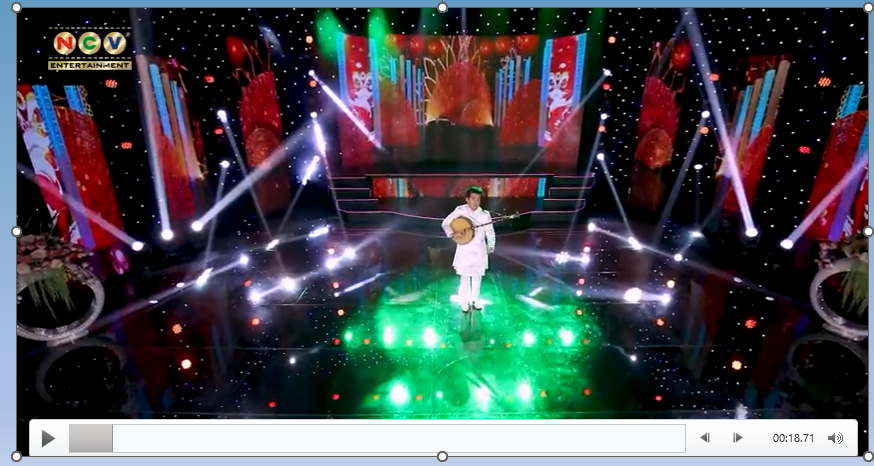 NCV
ENTERTAINMENT
00:18.71